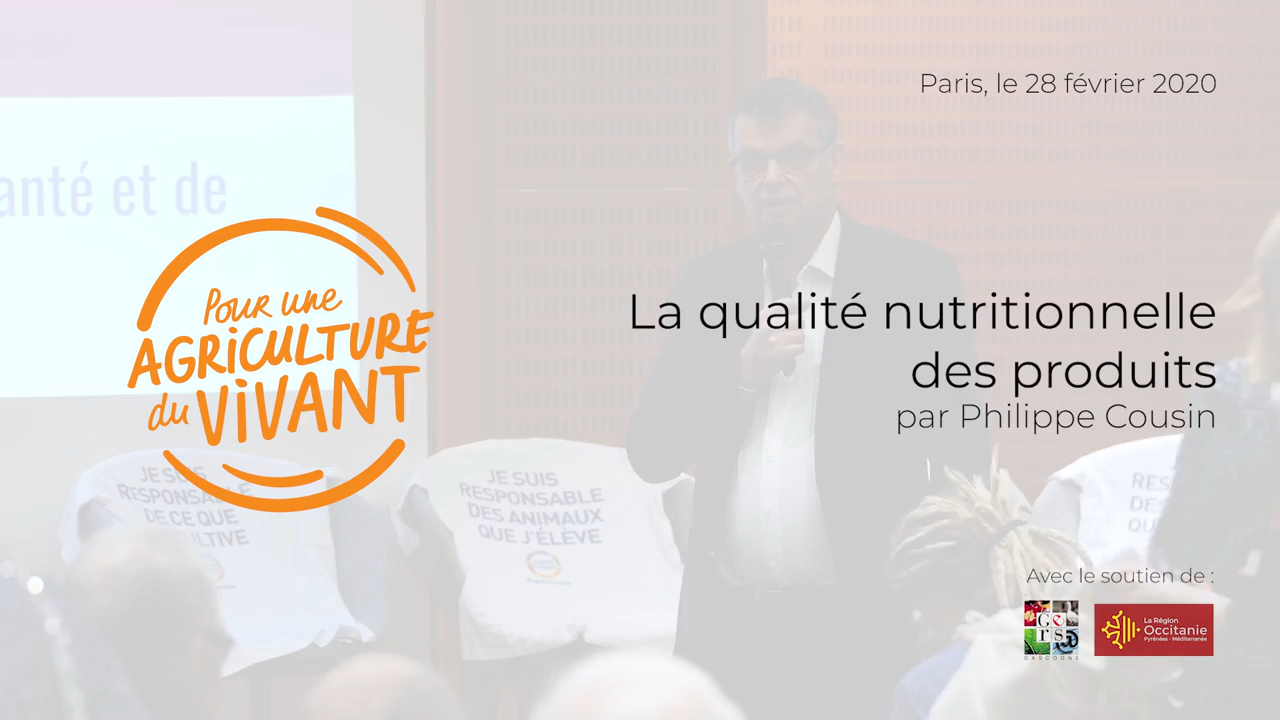 Paris, le 28 février 2020
anté et de
Pour une
AGRICULTURE
du VIVANT
La qualité nutritionnelle
des produits
par Philippe Cousin
JE SUIS
RESPONSABLE
DE CE QUE
ULTIVE
JE SUIS
RESPONSABLE
DES ANIMAUX
QUE J'ÉLÈVE
RES
DES
QU
Avec le soutien de :
Gers
GASCOGNE
La Région
Occitanie
Pyrénées - Méditerranée